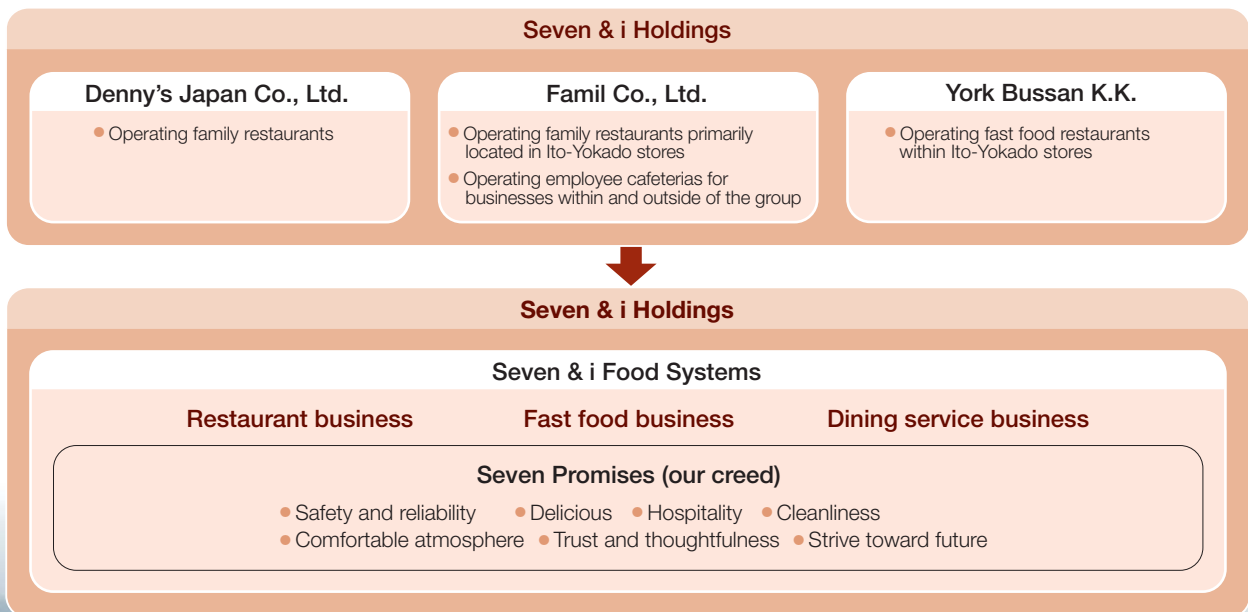 Seven & i Holdings
Denny's Japan Co., Ltd.
• Operating family restaurants
Famil Co., Ltd.
• Operating family restaurants primarily
located in Ito-Yokado stores
• Operating employee cafeterias for
businesses within and outside of the group
York Bussan K.K.
• Operating fast food restaurants
within Ito-Yokado stores
Seven & i Holdings
Seven & i Food Systems
Restaurant business Fast food business Dining service business
Seven Promises (our creed)
• Safety and reliability • Delicious • Hospitality • Cleanliness
• Comfortable atmosphere • Trust and thoughtfulness • Strive toward future